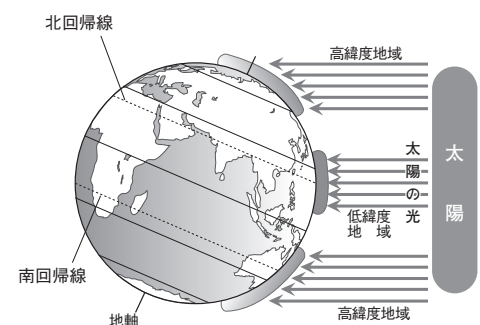 北回帰線
高緯度地域
太陽の光
太陽
低緯度
地域
南回帰線
地軸
高緯度地域